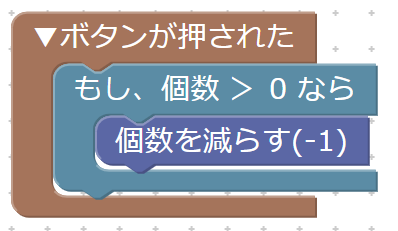 ▼ボタンが押された
もし、個数 ＞ 0 なら
個数を減らす(-1)